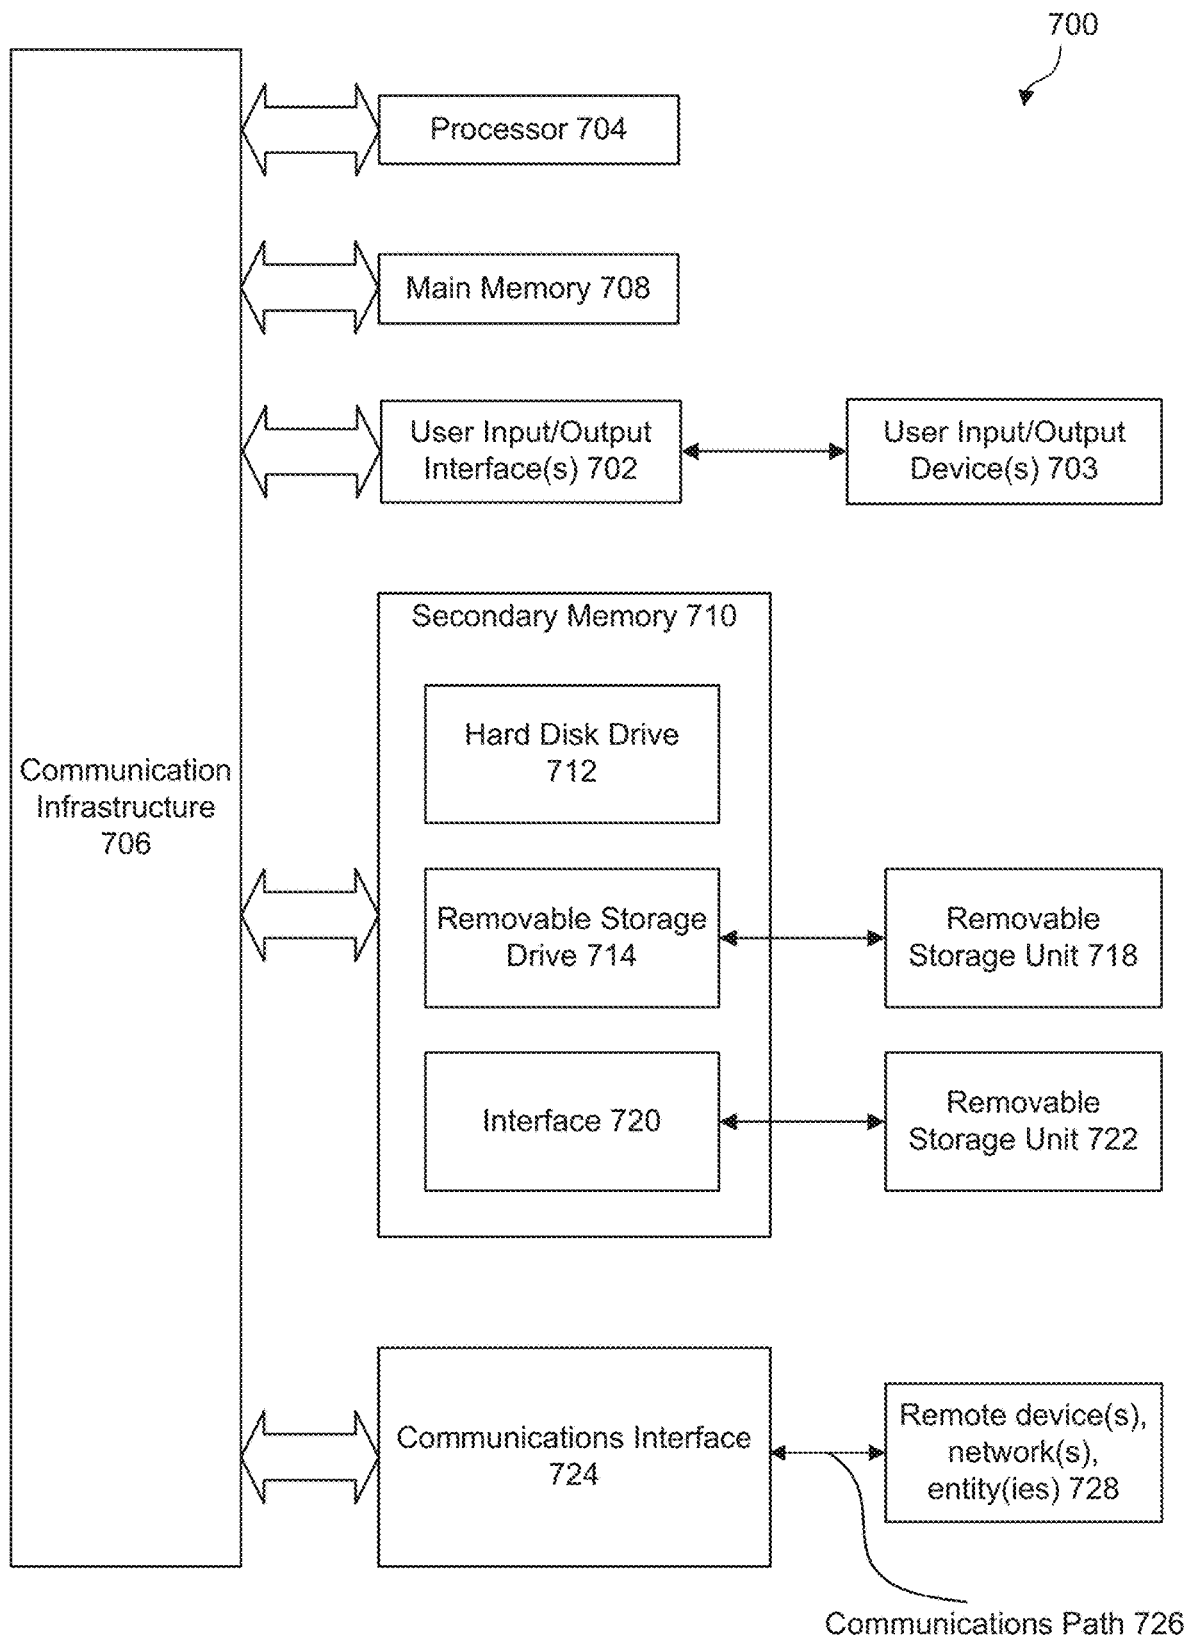 700
Processor 704
Main Memory 708
User Input/Output
Interface(s) 702
User Input/Output
Device(s) 703
Secondary Memory 710
Hard Disk Drive
712
Communication
Infrastructure
706
Removable Storage
Drive 714
Removable
Storage Unit 718
Interface 720
Removable
Storage Unit 722
Communications Interface
724
Remote device(s),
network(s),
entity(ies) 728
Communications Path 726